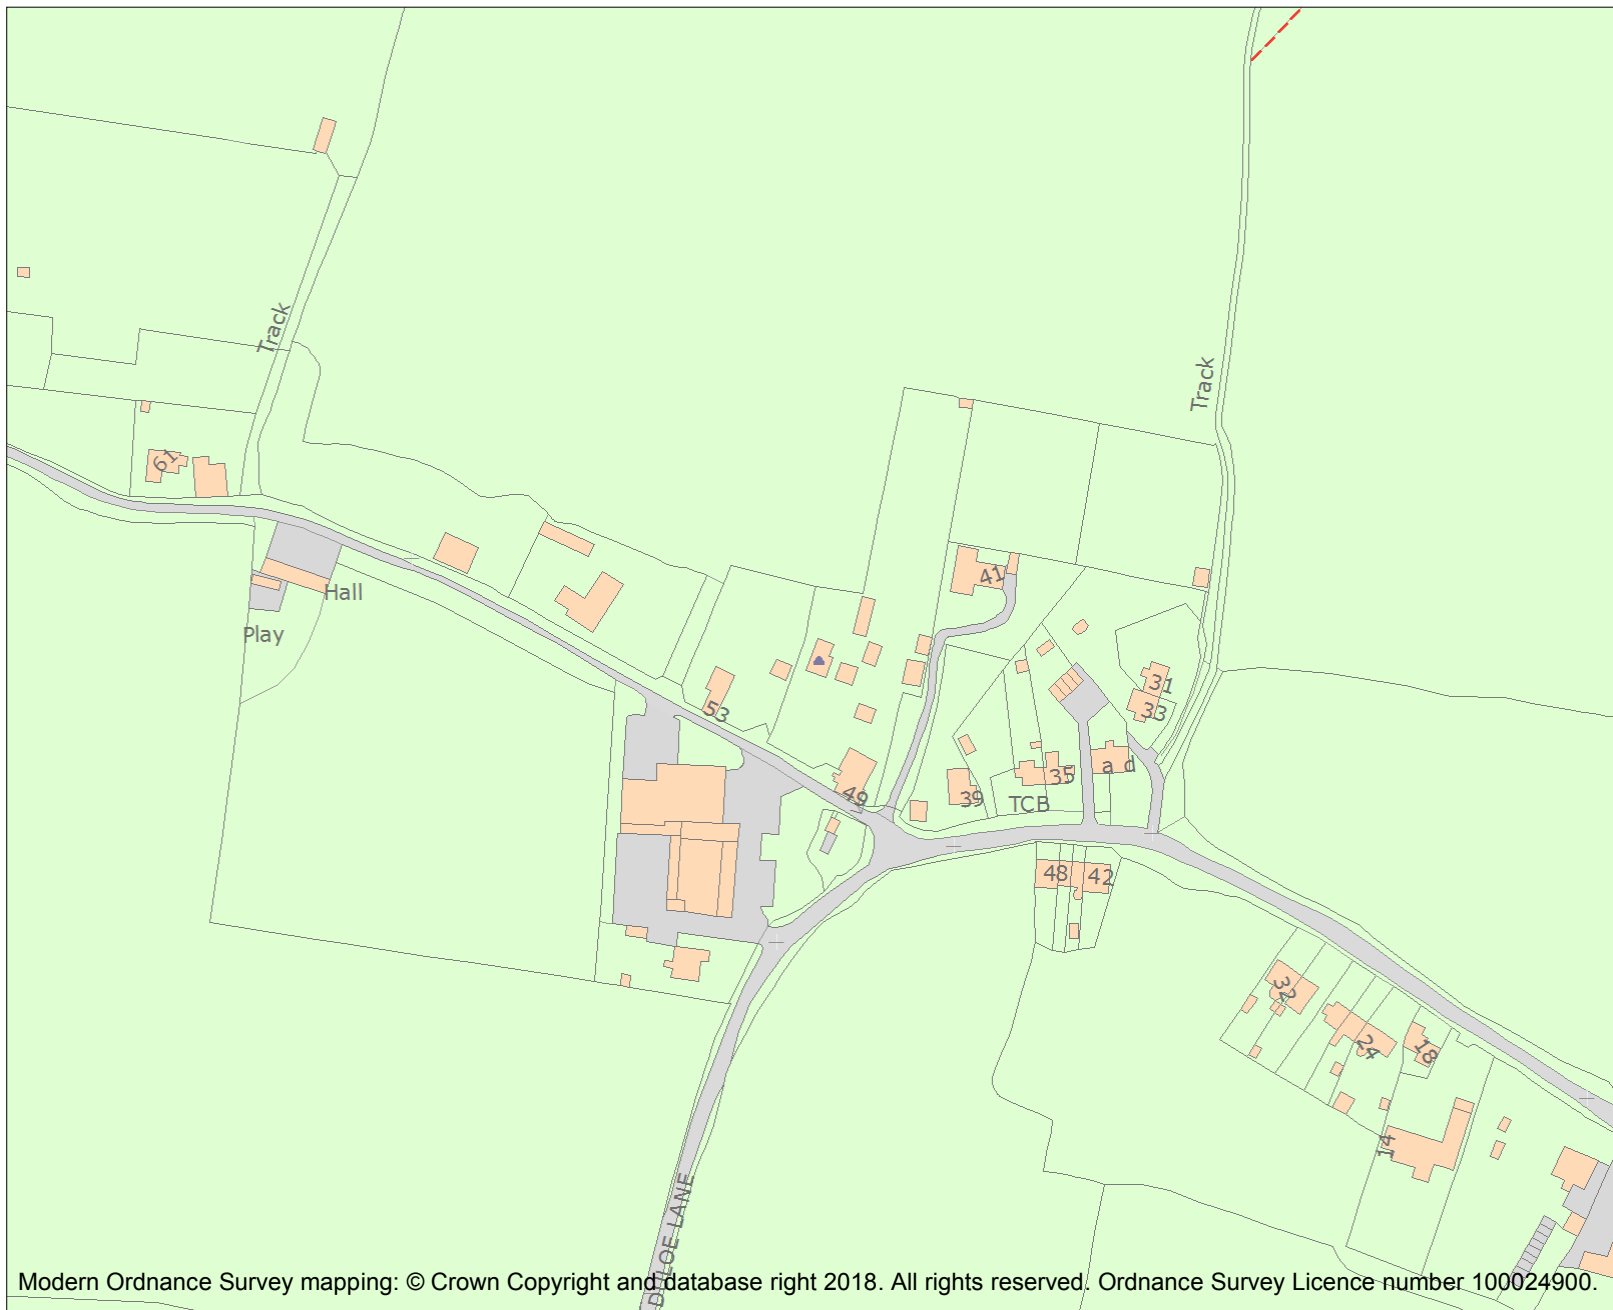 Track
Track
61
41
Hall
Play
31
33
53
a d
35
49
39
TCB
48
42
32
24
18
14
LANE
Modern Ordnance Survey mapping: © Crown Copyright and database right 2018. All rights reserved. Ordnance Survey Licence number 100024900.